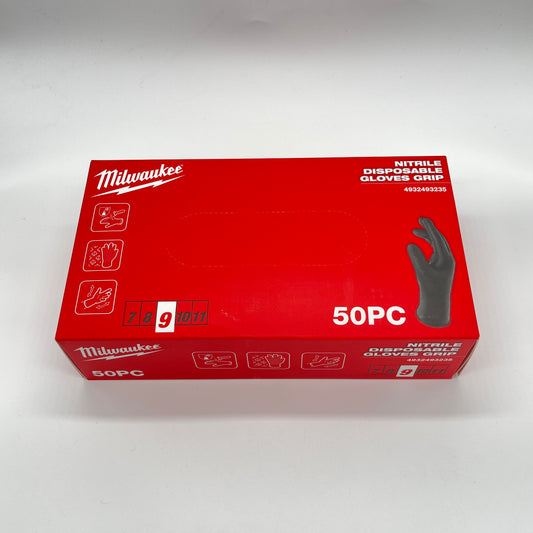 Milwaukee
NITRILE
DISPOSABLE
GLOVES GRIP
4932493235
7 8 9 10 11
50PC
Milwaukee
50PC
NITRILE
DISPOSABLE
GLOVES GRIP
4932493235
9